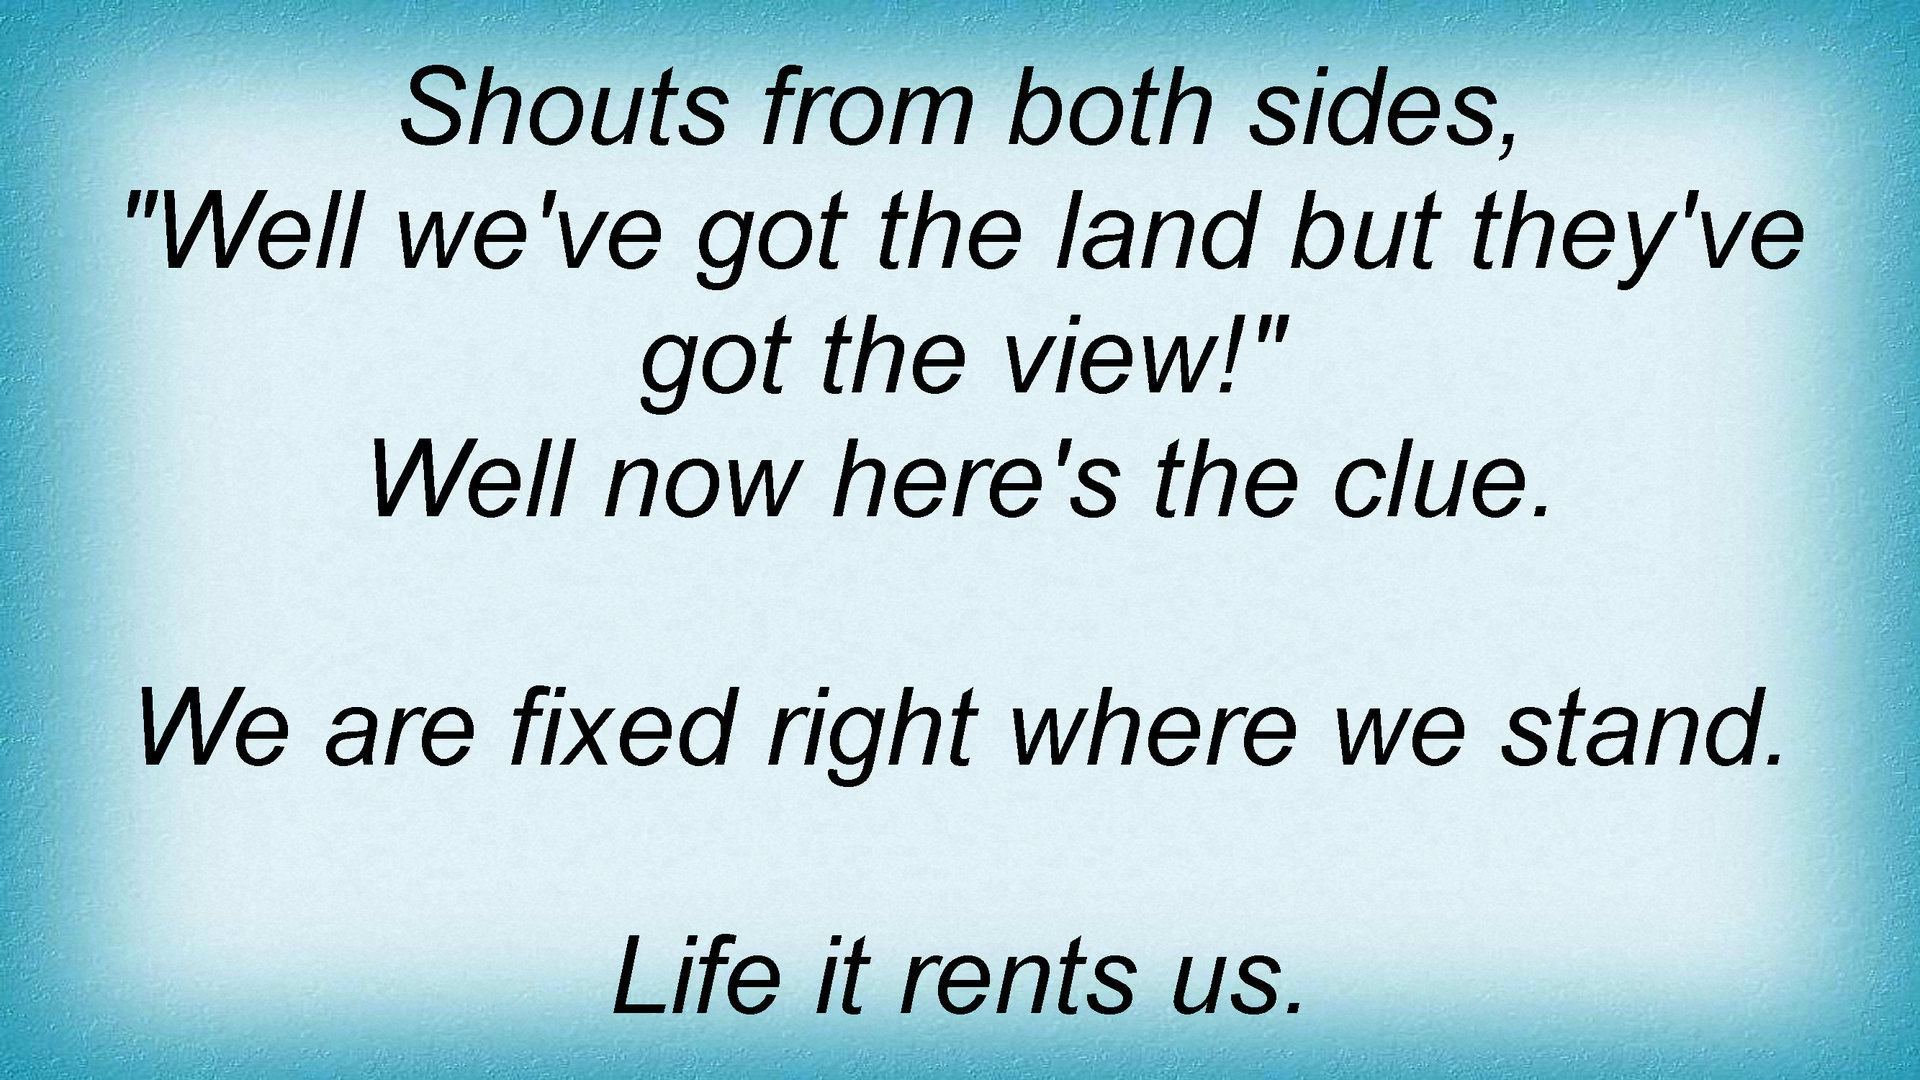 Shouts from both sides,
"Well we've got the land but they've
got the view!"
Well now here's the clue.
We are fixed right where we stand.
Life it rents us.